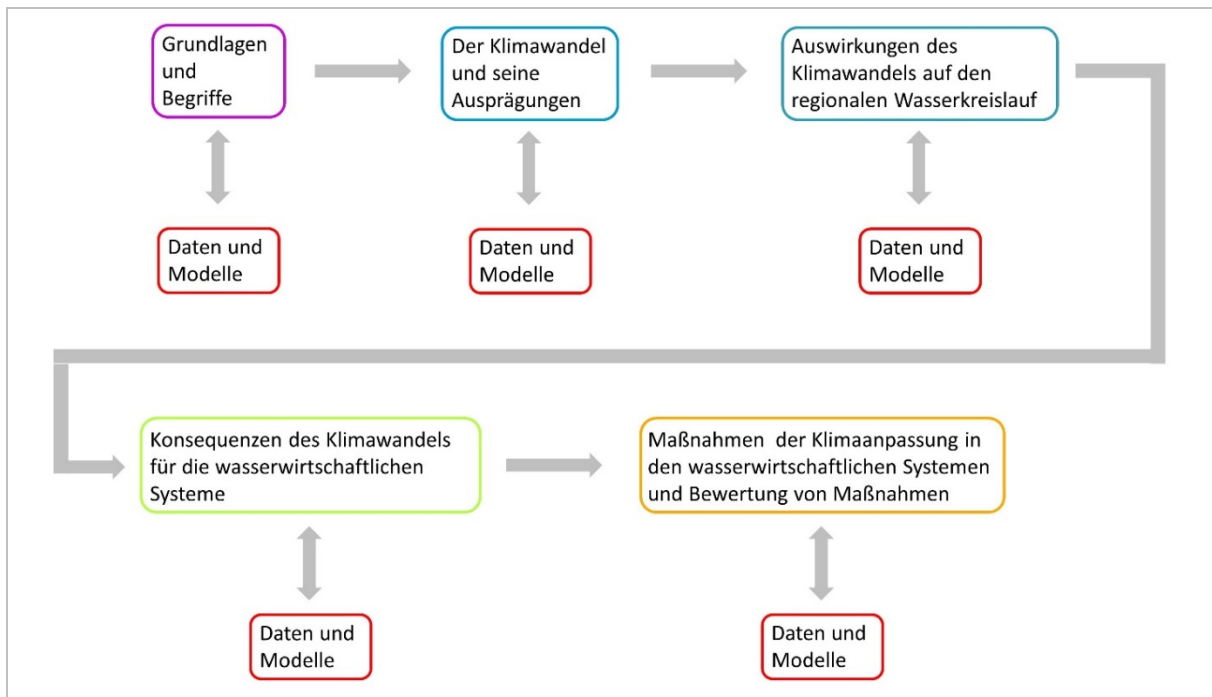 Grundlagen
und
Begriffe
Der Klimawandel
und seine
Ausprägungen
Auswirkungen des
Klimawandels auf den
regionalen Wasserkreislauf
Daten und
Modelle
Daten und
Modelle
Daten und
Modelle
Konsequenzen des Klimawandels
für die wasserwirtschaftlichen
Systeme
Maßnahmen der Klimaanpassung in
den wasserwirtschaftlichen Systemen
und Bewertung von Maßnahmen
Daten und
Modelle
Daten und
Modelle